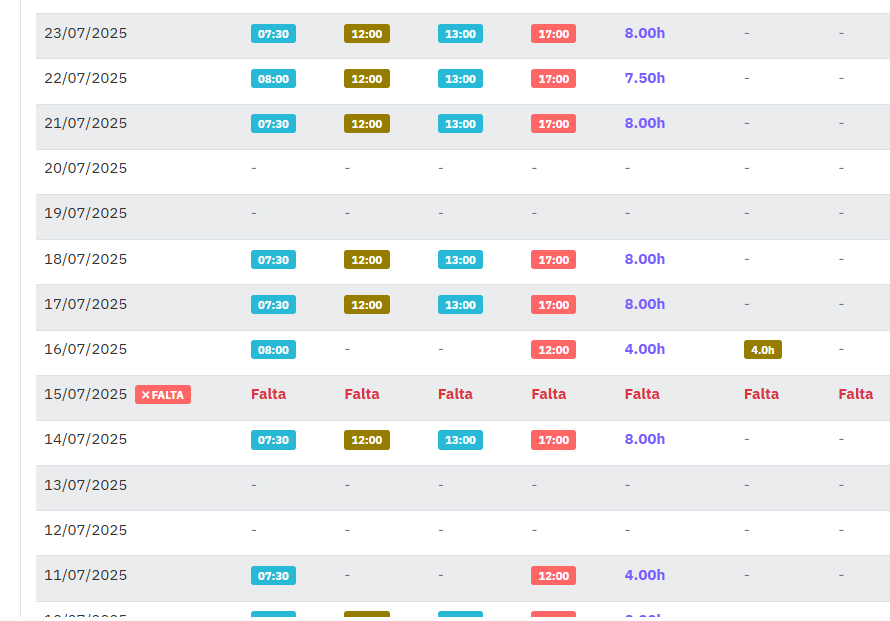 23/07/2025 07:30 12:00 13:00 17:00 8.00h - -
22/07/2025 08:00 12:00 13:00 17:00 7.50h - -
21/07/2025 07:30 12:00 13:00 17:00 8.00h - -
20/07/2025 - - - - - - -
19/07/2025 - - - - - - -
18/07/2025 07:30 12:00 13:00 17:00 8.00h - -
17/07/2025 07:30 12:00 13:00 17:00 8.00h - -
16/07/2025 08:00 - - 12:00 4.00h 4.0h -
15/07/2025 ✕FALTA Falta Falta Falta Falta Falta Falta Falta
14/07/2025 07:30 12:00 13:00 17:00 8.00h - -
13/07/2025 - - - - - - -
12/07/2025 - - - - - - -
11/07/2025 07:30 - - 12:00 4.00h - -